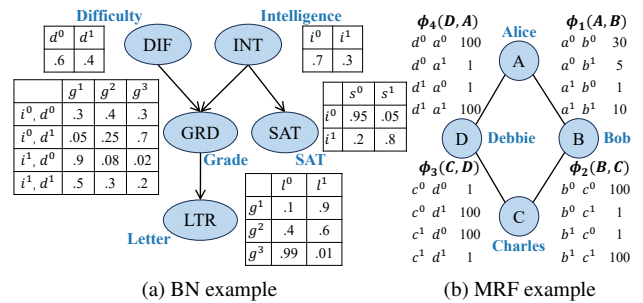 Difficulty
d⁰ d¹
.6 .4
DIF
Intelligence
INT
i⁰ i¹
.7 .3
g¹ g² g³
i⁰, d⁰ .3 .4 .3
i⁰, d¹ .05 .25 .7
i¹, d⁰ .9 .08 .02
i¹, d¹ .5 .3 .2
GRD
Grade
SAT
SAT
s⁰ s¹
i⁰ .95 .05
i¹ .2 .8
LTR
Letter
l⁰ l¹
g¹ .1 .9
g² .4 .6
g³ .99 .01
(a) BN example
ϕ₄(D, A)
d⁰ a⁰ 100
d⁰ a¹ 1
d¹ a⁰ 1
d¹ a¹ 100
Alice
A
ϕ₁(A, B)
a⁰ b⁰ 30
a⁰ b¹ 5
a¹ b⁰ 1
a¹ b¹ 10
D
Debbie
B
Bob
ϕ₃(C, D)
c⁰ d⁰ 1
c⁰ d¹ 100
c¹ d⁰ 100
c¹ d¹ 1
C
Charles
ϕ₂(B, C)
b⁰ c⁰ 100
b⁰ c¹ 1
b¹ c⁰ 1
b¹ c¹ 100
(b) MRF example